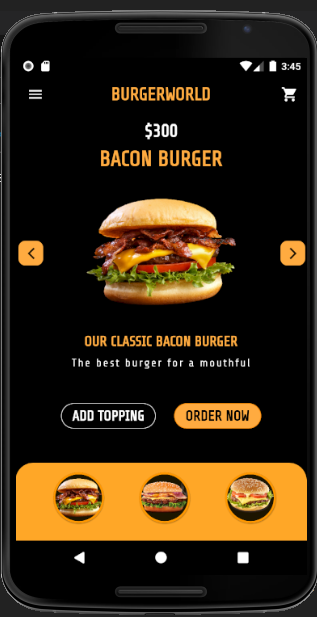 3:45
BURGERWORLD
$300
BACON BURGER
OUR CLASSIC BACON BURGER
The best burger for a mouthful
ADD TOPPING
ORDER NOW